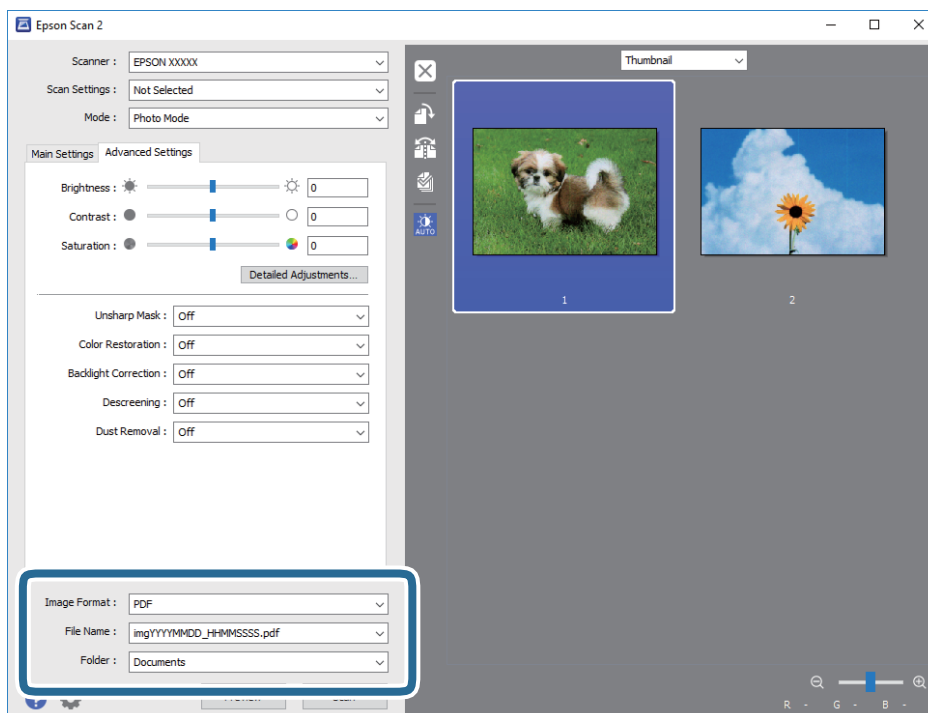 Epson Scan 2
Scanner : EPSON XXXXX
Scan Settings : Not Selected
Mode : Photo Mode
Main Settings Advanced Settings
Brightness : 0
Contrast : 0
Saturation : 0
Detailed Adjustments...
Unsharp Mask : Off
Color Restoration : Off
Backlight Correction : Off
Descreening : Off
Dust Removal : Off
Image Format : PDF
File Name : imgYYYYMMDD_HHMMSSSS.pdf
Folder : Documents
Thumbnail
AUTO
1
2
R - G - B -